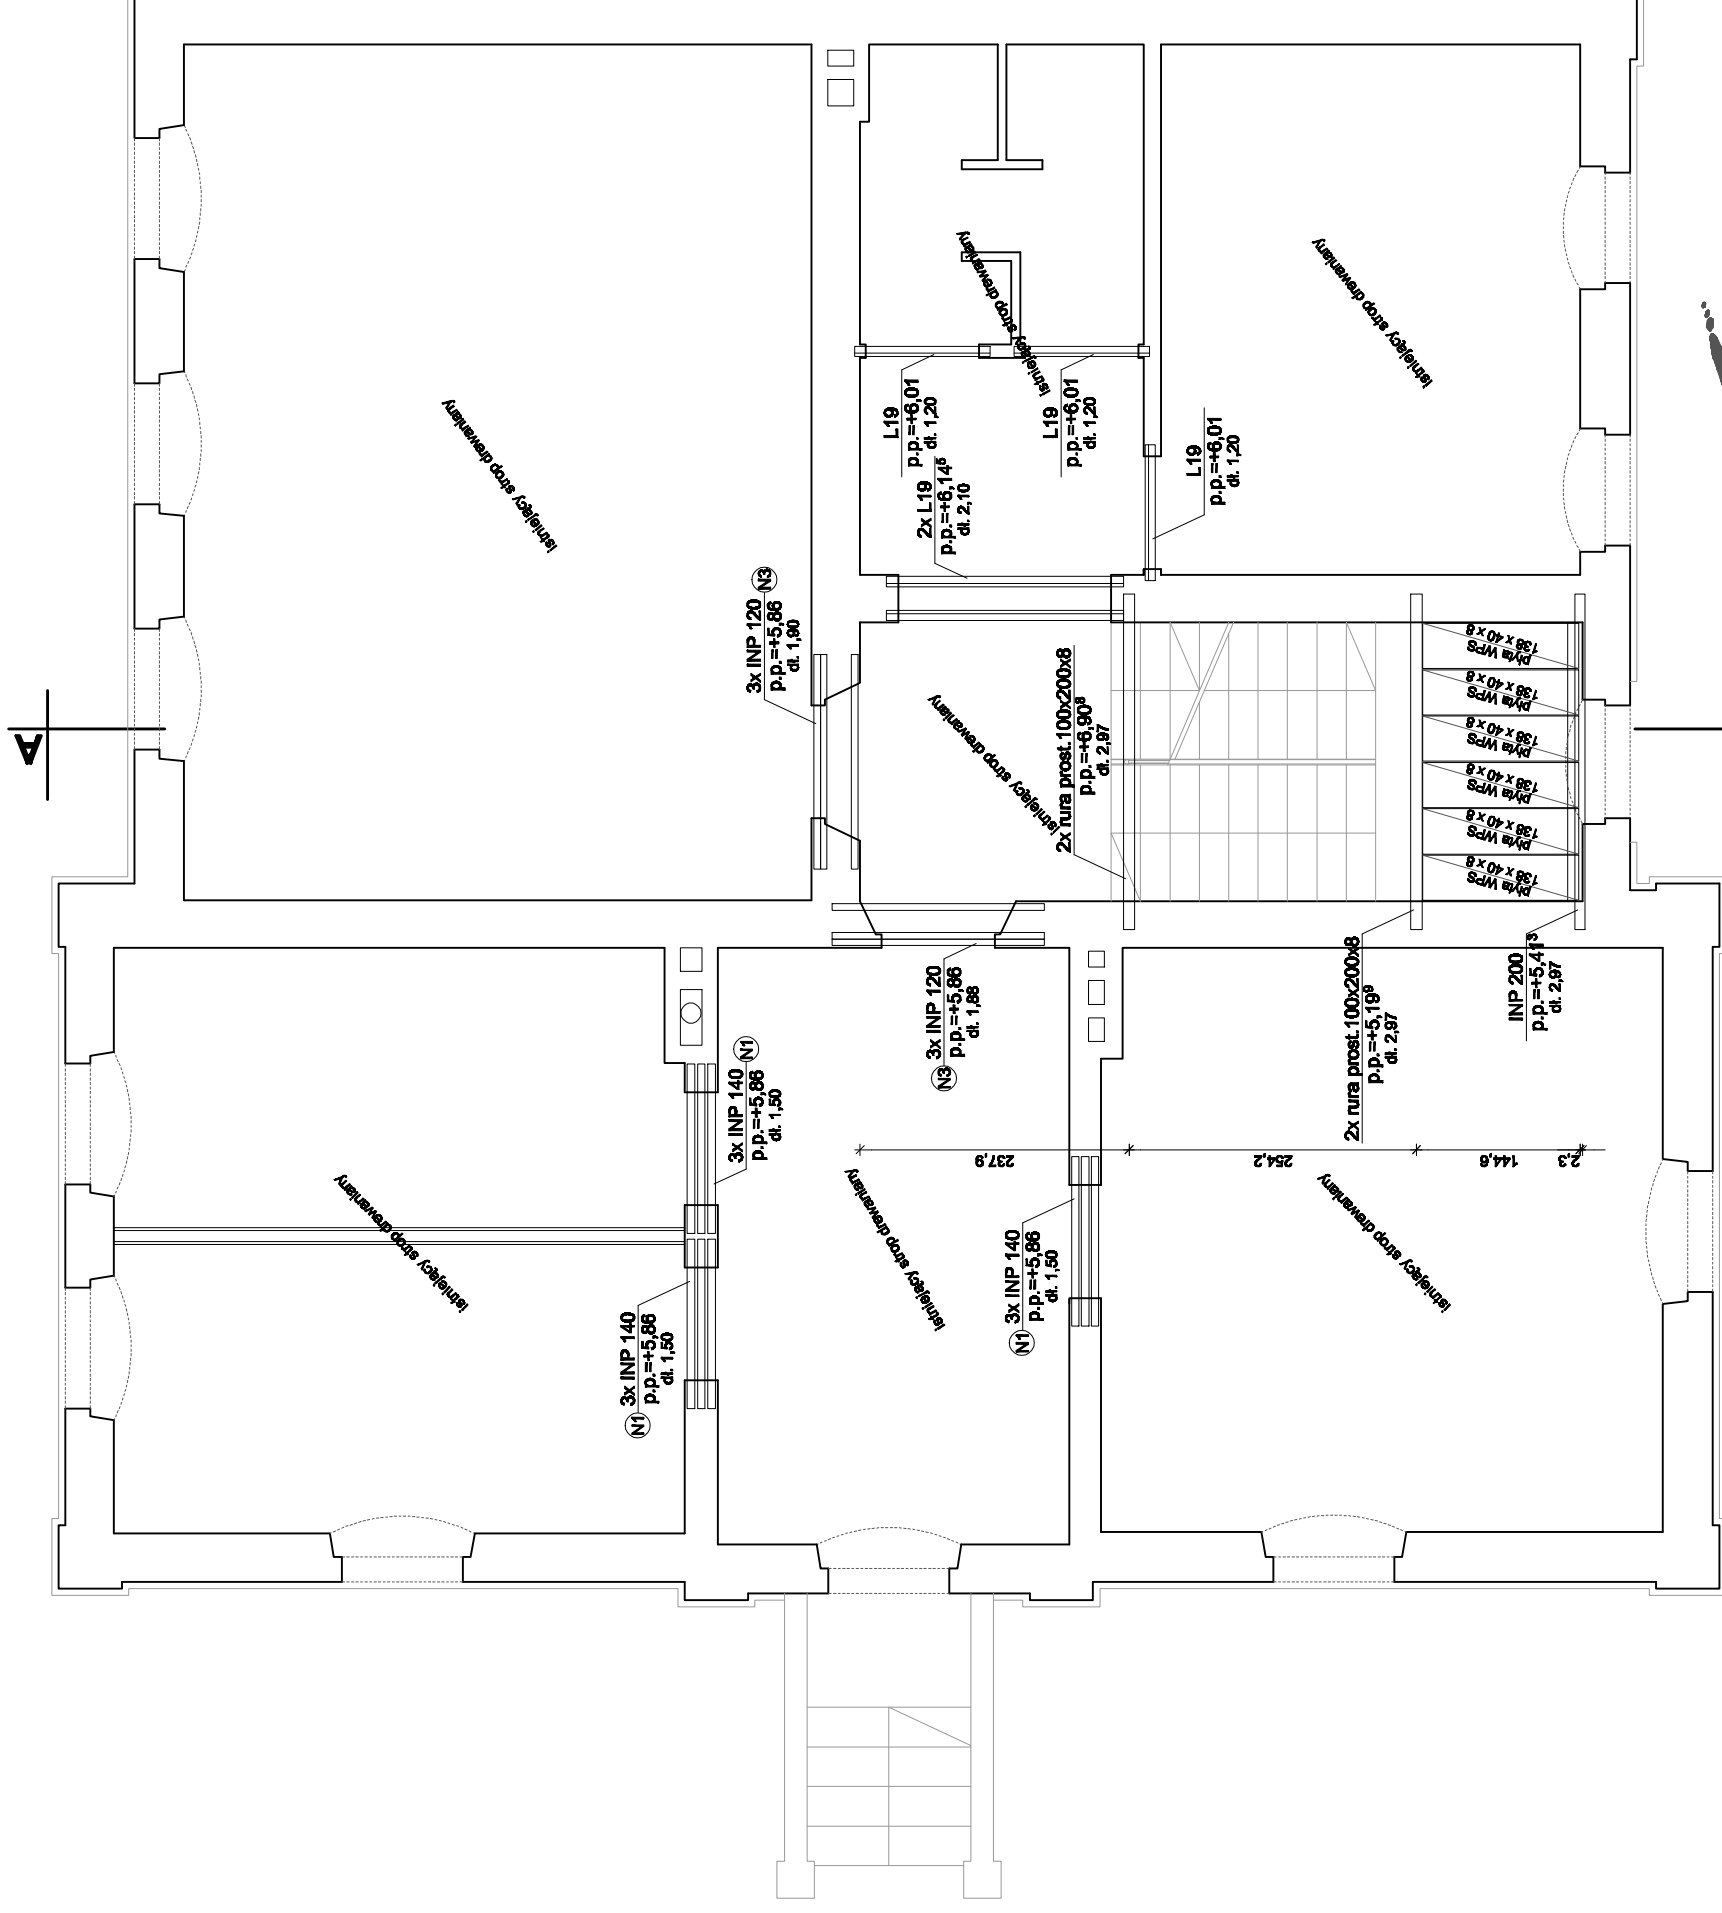 istniejący strop drewaniany
istniejący strop drewaniany
istniejący strop drewaniany
L19
p.p.=+6,01
dł. 1,20
L19
p.p.=+6,01
dł. 1,20
L19
p.p.=+6,01
dł. 1,20
2x L19
p.p.=+6,14⁵
dł. 2,10
3x INP 120
p.p.=+5,86
dł. 1,90
N3
A
istniejący strop drewaniany
2x rura prost.100x200x8
p.p.=+6,90⁸
dł. 2,97
płyta WPS
138 x 40 x 8
płyta WPS
138 x 40 x 8
płyta WPS
138 x 40 x 8
płyta WPS
138 x 40 x 8
płyta WPS
138 x 40 x 8
płyta WPS
138 x 40 x 8
3x INP 120
p.p.=+5,86
dł. 1,88
N3
2x rura prost.100x200x8
p.p.=+5,19⁹
dł. 2,97
INP 200
p.p.=+5,41³
dł. 2,97
3x INP 140
p.p.=+5,86
dł. 1,50
N1
237,9
254,2
144,6
2,3
istniejący strop drewaniany
istniejący strop drewaniany
istniejący strop drewaniany
3x INP 140
p.p.=+5,86
dł. 1,50
N1
3x INP 140
p.p.=+5,86
dł. 1,50
N1